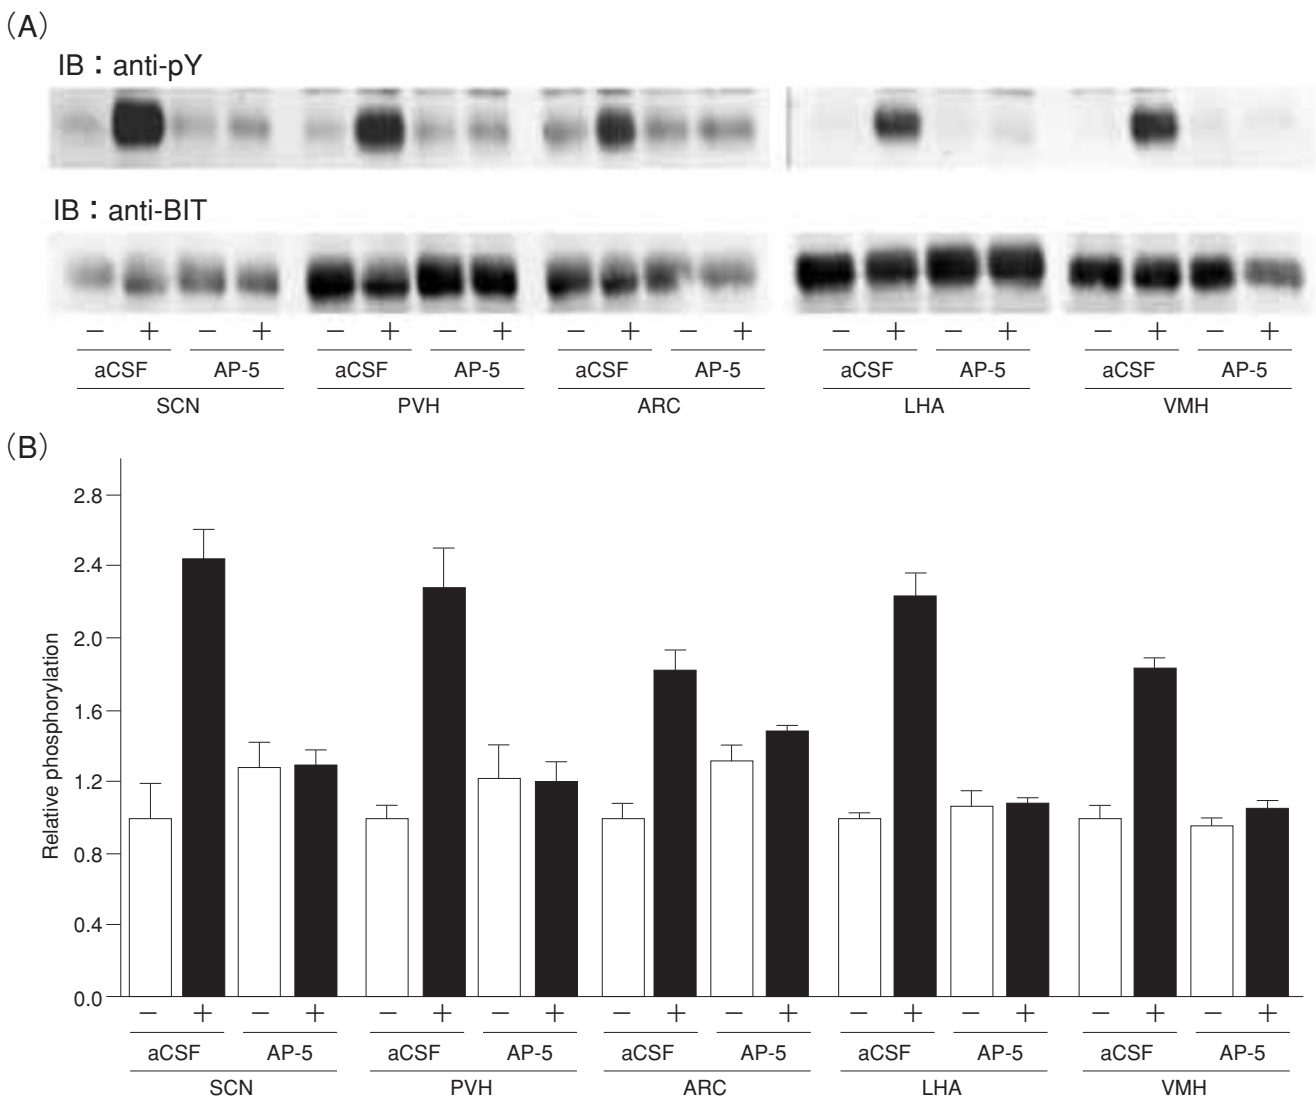 (A)
IB：anti-pY
IB：anti-BIT
− + − + − + − + − + − + − + − + − + − +
aCSF AP-5 aCSF AP-5 aCSF AP-5 aCSF AP-5 aCSF AP-5
SCN PVH ARC LHA VMH
(B)
Relative phosphorylation
2.8
2.4
2.0
1.6
1.2
0.8
0.4
0.0
− + − + − + − + − + − + − + − + − + − +
aCSF AP-5 aCSF AP-5 aCSF AP-5 aCSF AP-5 aCSF AP-5
SCN PVH ARC LHA VMH